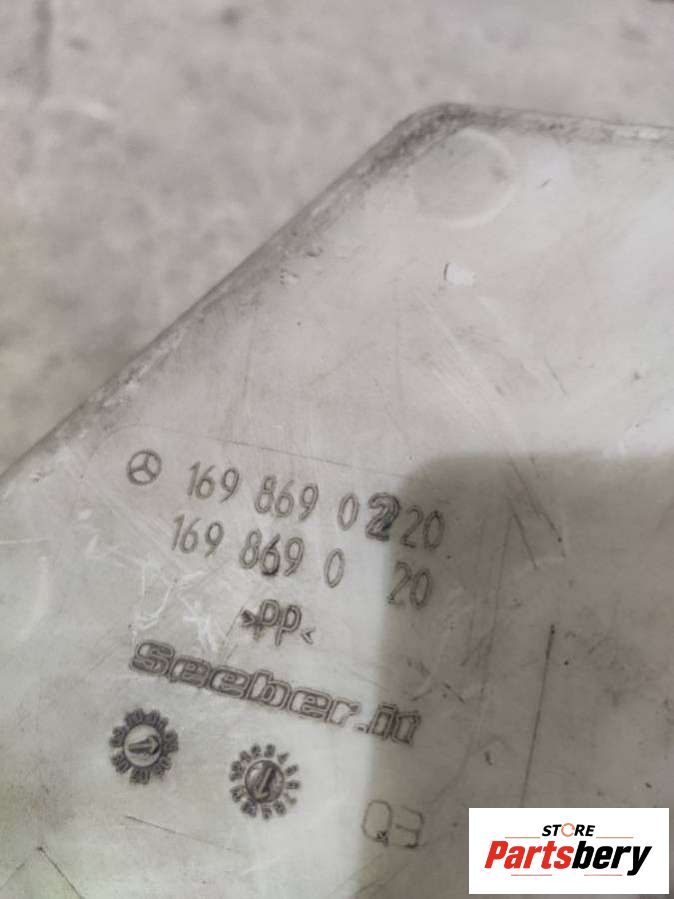 169 869 0220
169 869 0 20
>PP<
seeber.it
STORE
Partsbery